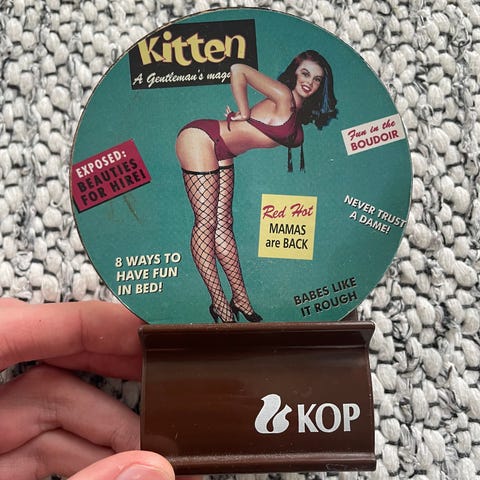 Kitten
A Gentleman's maga
Fun in the
BOUDOIR
EXPOSED:
BEAUTIES
FOR HIRE!
NEVER TRUST
A DAME!
Red Hot
MAMAS
are BACK
8 WAYS TO
HAVE FUN
IN BED!
BABES LIKE
IT ROUGH
KOP